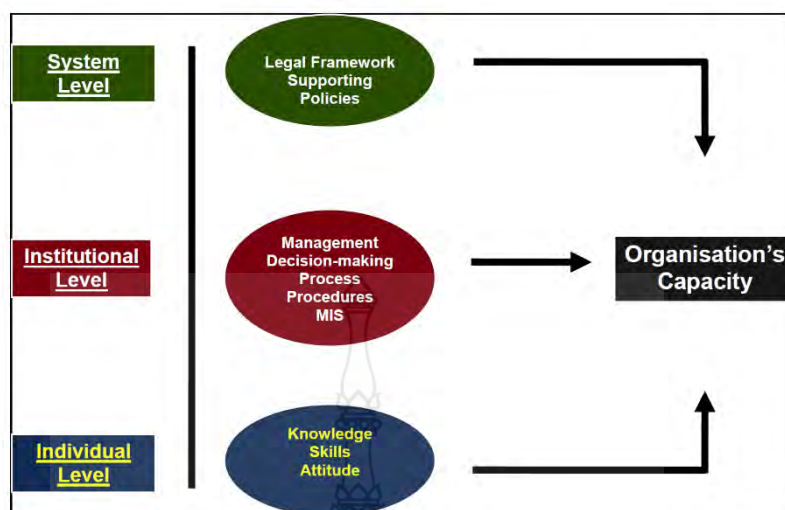 System
Level
Legal Framework
Supporting
Policies
Institutional
Level
Management
Decision-making
Process
Procedures
MIS
Organisation's
Capacity
Individual
Level
Knowledge
Skills
Attitude